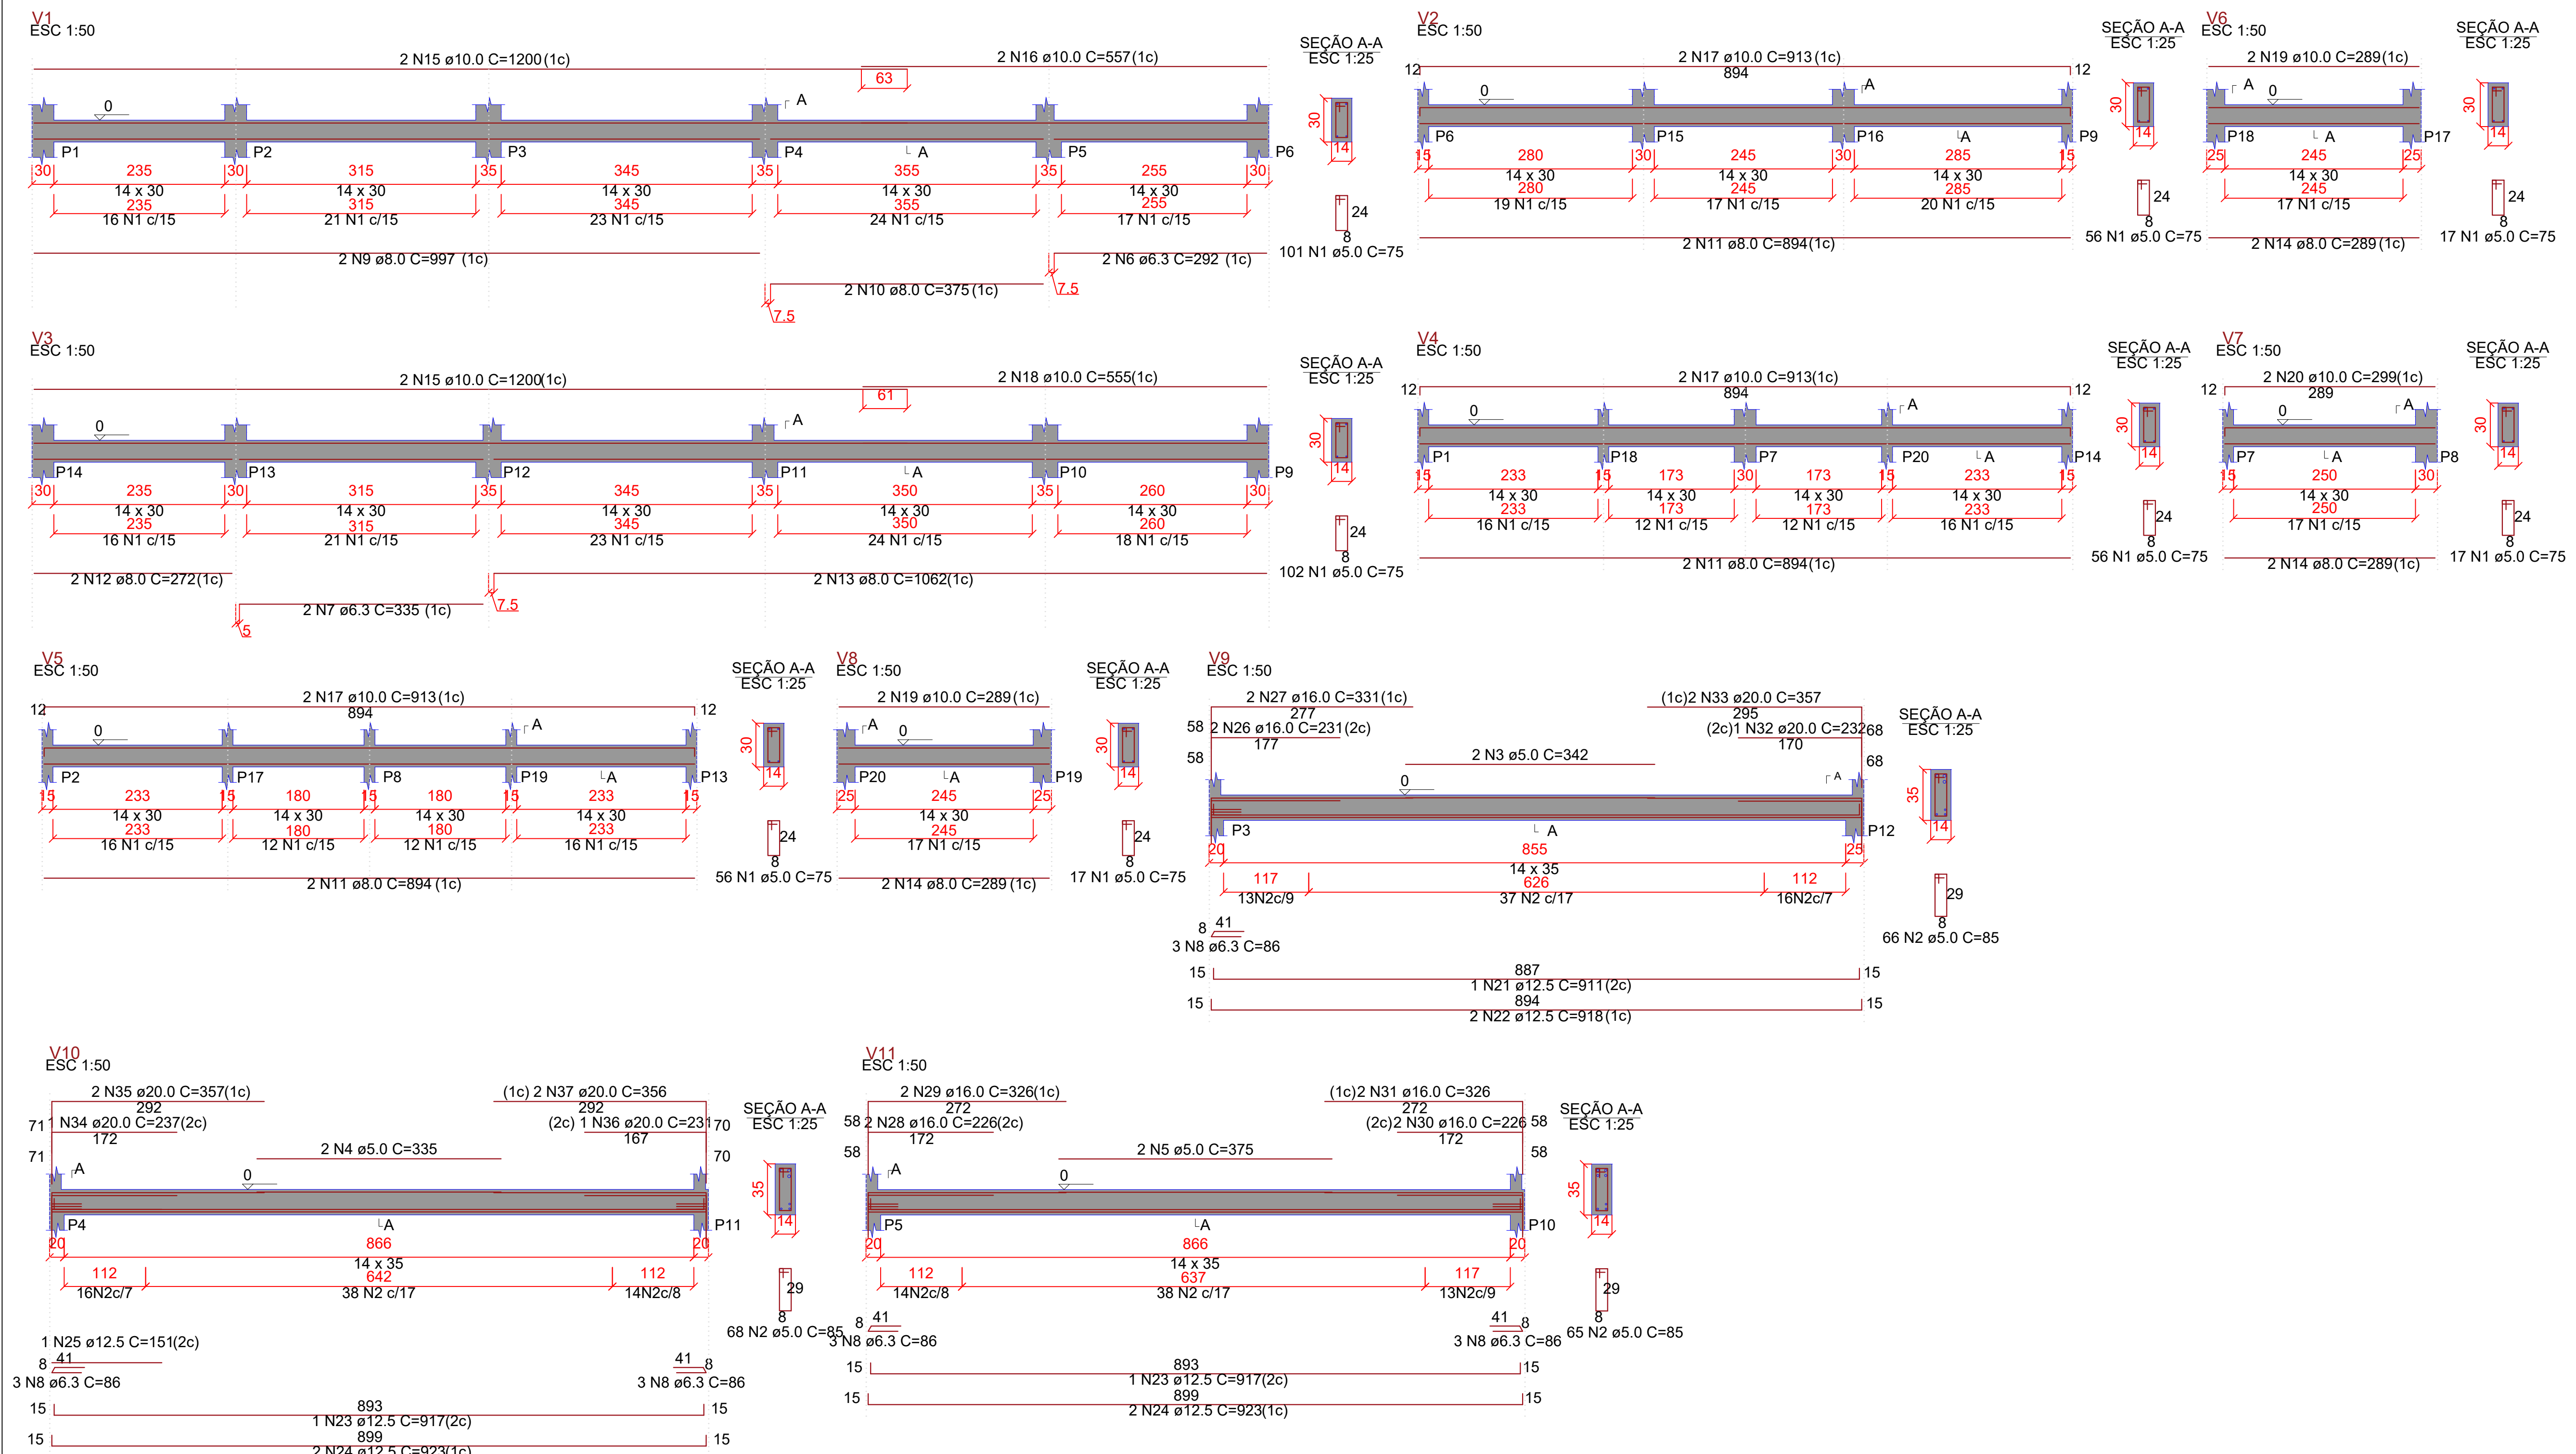 V1
ESC 1:50
2 N15 ø10.0 C=1200(1c)
2 N16 ø10.0 C=557(1c)
63
0
A
P1 P2 P3 P4 A P5 P6
30 235 30 315 35 345 35 355 35 255 30
14 x 30 14 x 30 14 x 30 14 x 30 14 x 30
235 315 345 355 255
16 N1 c/15 21 N1 c/15 23 N1 c/15 24 N1 c/15 17 N1 c/15
2 N9 ø8.0 C=997 (1c)
2 N6 ø6.3 C=292 (1c)
2 N10 ø8.0 C=375(1c)
7.5
7.5
SEÇÃO A-A
ESC 1:25
30
14
24
8
101 N1 ø5.0 C=75
V2
ESC 1:50
2 N17 ø10.0 C=913(1c)
12 894 12
0
A
P6 P15 P16 A P9
15 280 30 245 30 285 15
14 x 30 14 x 30 14 x 30
280 245 285
19 N1 c/15 17 N1 c/15 20 N1 c/15
2 N11 ø8.0 C=894(1c)
SEÇÃO A-A
ESC 1:25
30
14
24
8
56 N1 ø5.0 C=75
V6
ESC 1:50
2 N19 ø10.0 C=289(1c)
A
0
P18 A P17
25 245 25
14 x 30
245
17 N1 c/15
2 N14 ø8.0 C=289(1c)
SEÇÃO A-A
ESC 1:25
30
14
24
8
17 N1 ø5.0 C=75
V3
ESC 1:50
2 N15 ø10.0 C=1200(1c)
2 N18 ø10.0 C=555(1c)
61
0
A
P14 P13 P12 P11 A P10 P9
30 235 30 315 35 345 35 350 35 260 30
14 x 30 14 x 30 14 x 30 14 x 30 14 x 30
235 315 345 350 260
16 N1 c/15 21 N1 c/15 23 N1 c/15 24 N1 c/15 18 N1 c/15
2 N12 ø8.0 C=272(1c)
2 N13 ø8.0 C=1062(1c)
2 N7 ø6.3 C=335 (1c)
7.5
5
SEÇÃO A-A
ESC 1:25
30
14
24
8
102 N1 ø5.0 C=75
V4
ESC 1:50
2 N17 ø10.0 C=913(1c)
12 894 12
0
A
P1 P18 P7 P20 A P14
15 233 15 173 30 173 15 233 15
14 x 30 14 x 30 14 x 30 14 x 30
233 173 173 233
16 N1 c/15 12 N1 c/15 12 N1 c/15 16 N1 c/15
2 N11 ø8.0 C=894(1c)
SEÇÃO A-A
ESC 1:25
30
14
24
8
56 N1 ø5.0 C=75
V7
ESC 1:50
2 N20 ø10.0 C=299(1c)
12 289
0
A
P7 A P8
15 250 30
14 x 30
250
17 N1 c/15
2 N14 ø8.0 C=289(1c)
SEÇÃO A-A
ESC 1:25
30
14
24
8
17 N1 ø5.0 C=75
V5
ESC 1:50
2 N17 ø10.0 C=913(1c)
12 894 12
0
A
P2 P17 P8 P19 A P13
15 233 15 180 15 180 15 233 15
14 x 30 14 x 30 14 x 30 14 x 30
233 180 180 233
16 N1 c/15 12 N1 c/15 12 N1 c/15 16 N1 c/15
2 N11 ø8.0 C=894 (1c)
SEÇÃO A-A
ESC 1:25
30
14
24
8
56 N1 ø5.0 C=75
V8
ESC 1:50
2 N19 ø10.0 C=289(1c)
A
0
P20 A P19
25 245 25
14 x 30
245
17 N1 c/15
2 N14 ø8.0 C=289 (1c)
SEÇÃO A-A
ESC 1:25
30
14
24
8
17 N1 ø5.0 C=75
V9
ESC 1:50
2 N27 ø16.0 C=331(1c)
(1c)2 N33 ø20.0 C=357
277 295
58 2 N26 ø16.0 C=231(2c)
(2c)1 N32 ø20.0 C=232 68
177 170
2 N3 ø5.0 C=342
58 68
0
A
P3 A P12
20 855 25
14 x 35
117 626 112
13N2c/9 37 N2 c/17 16N2c/7
8 41
3 N8 ø6.3 C=86
15 887 15
1 N21 ø12.5 C=911(2c)
15 894 15
2 N22 ø12.5 C=918(1c)
SEÇÃO A-A
ESC 1:25
35
14
29
8
66 N2 ø5.0 C=85
V10
ESC 1:50
2 N35 ø20.0 C=357(1c)
(1c) 2 N37 ø20.0 C=356
292 292
71 1 N34 ø20.0 C=237(2c)
(2c) 1 N36 ø20.0 C=231 70
172 167
2 N4 ø5.0 C=335
71 70
A
0
P4 A P11
20 866 20
14 x 35
112 642 112
16N2c/7 38 N2 c/17 14N2c/8
1 N25 ø12.5 C=151(2c)
8 41 41 8
3 N8 ø6.3 C=86 3 N8 ø6.3 C=86
15 893 15
1 N23 ø12.5 C=917(2c)
15 899 15
2 N24 ø12.5 C=923(1c)
SEÇÃO A-A
ESC 1:25
35
14
29
8
68 N2 ø5.0 C=85
V11
ESC 1:50
2 N29 ø16.0 C=326(1c)
(1c)2 N31 ø16.0 C=326
272 272
58 2 N28 ø16.0 C=226(2c)
(2c)2 N30 ø16.0 C=226 58
172 172
2 N5 ø5.0 C=375
58 58
A
0
P5 A P10
20 866 20
14 x 35
112 637 117
14N2c/8 38 N2 c/17 13N2c/9
8 41 41 8
3 N8 ø6.3 C=86 3 N8 ø6.3 C=86
15 893 15
1 N23 ø12.5 C=917(2c)
15 899 15
2 N24 ø12.5 C=923(1c)
SEÇÃO A-A
ESC 1:25
35
14
29
8
65 N2 ø5.0 C=85